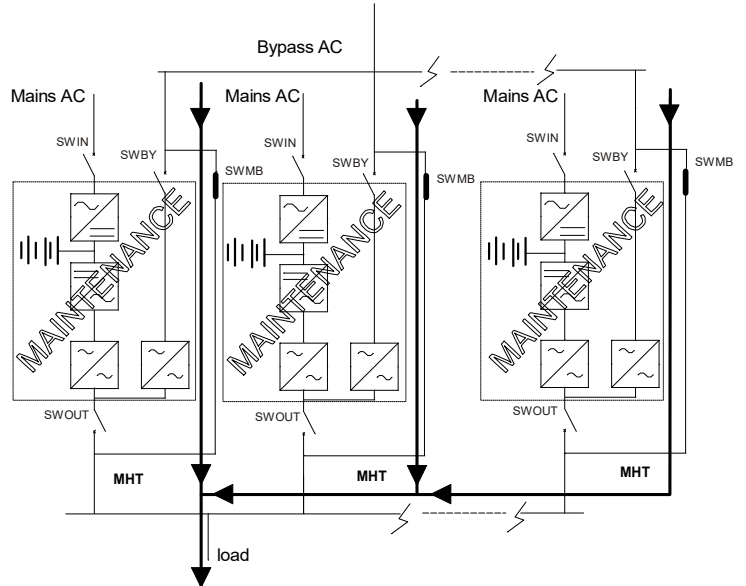 Bypass AC
Mains AC
Mains AC
Mains AC
SWIN
SWBY
SWMB
SWIN
SWBY
SWMB
SWIN
SWBY
SWMB
MAINTENANCE
MAINTENANCE
MAINTENANCE
SWOUT
SWOUT
SWOUT
MHT
MHT
MHT
load